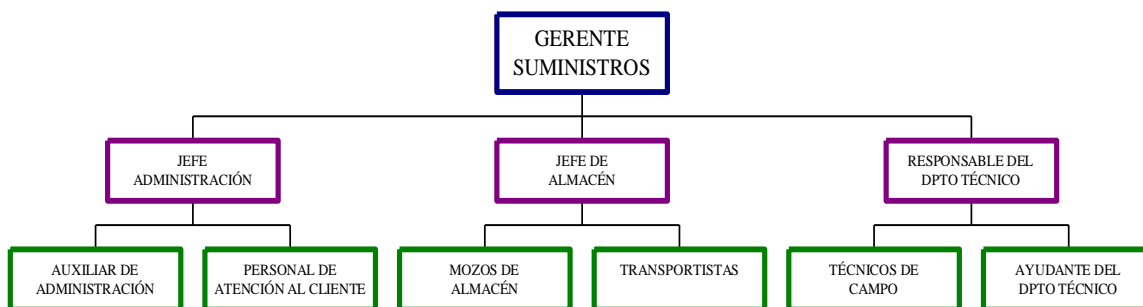 GERENTE
SUMINISTROS
JEFE
ADMINISTRACIÓN
JEFE DE
ALMACÉN
RESPONSABLE DEL
DPTO TÉCNICO
AUXILIAR DE
ADMINISTRACIÓN
PERSONAL DE
ATENCIÓN AL CLIENTE
MOZOS DE
ALMACÉN
TRANSPORTISTAS
TÉCNICOS DE
CAMPO
AYUDANTE DEL
DPTO TÉCNICO